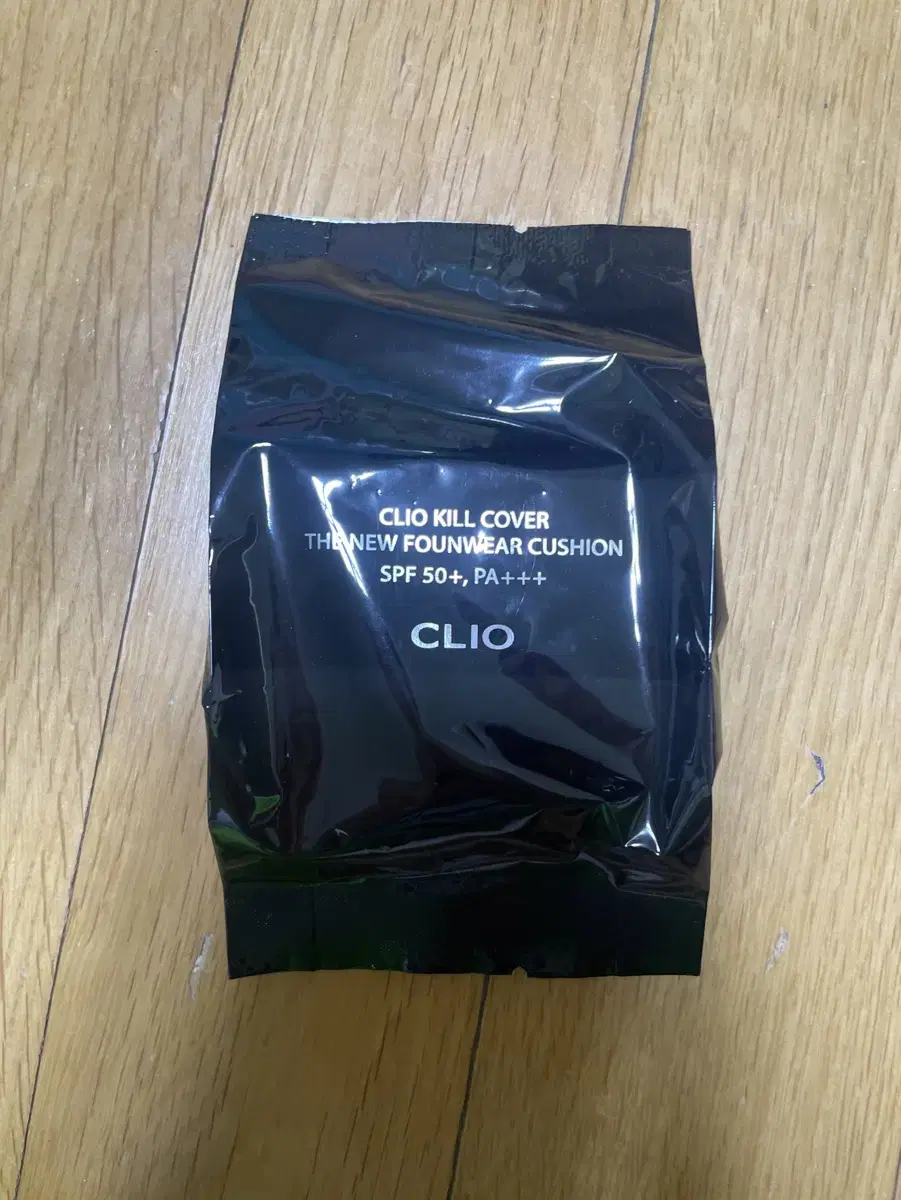 CLIO KILL COVER
THE NEW FOUNWEAR CUSHION
SPF 50+, PA+++
CLIO